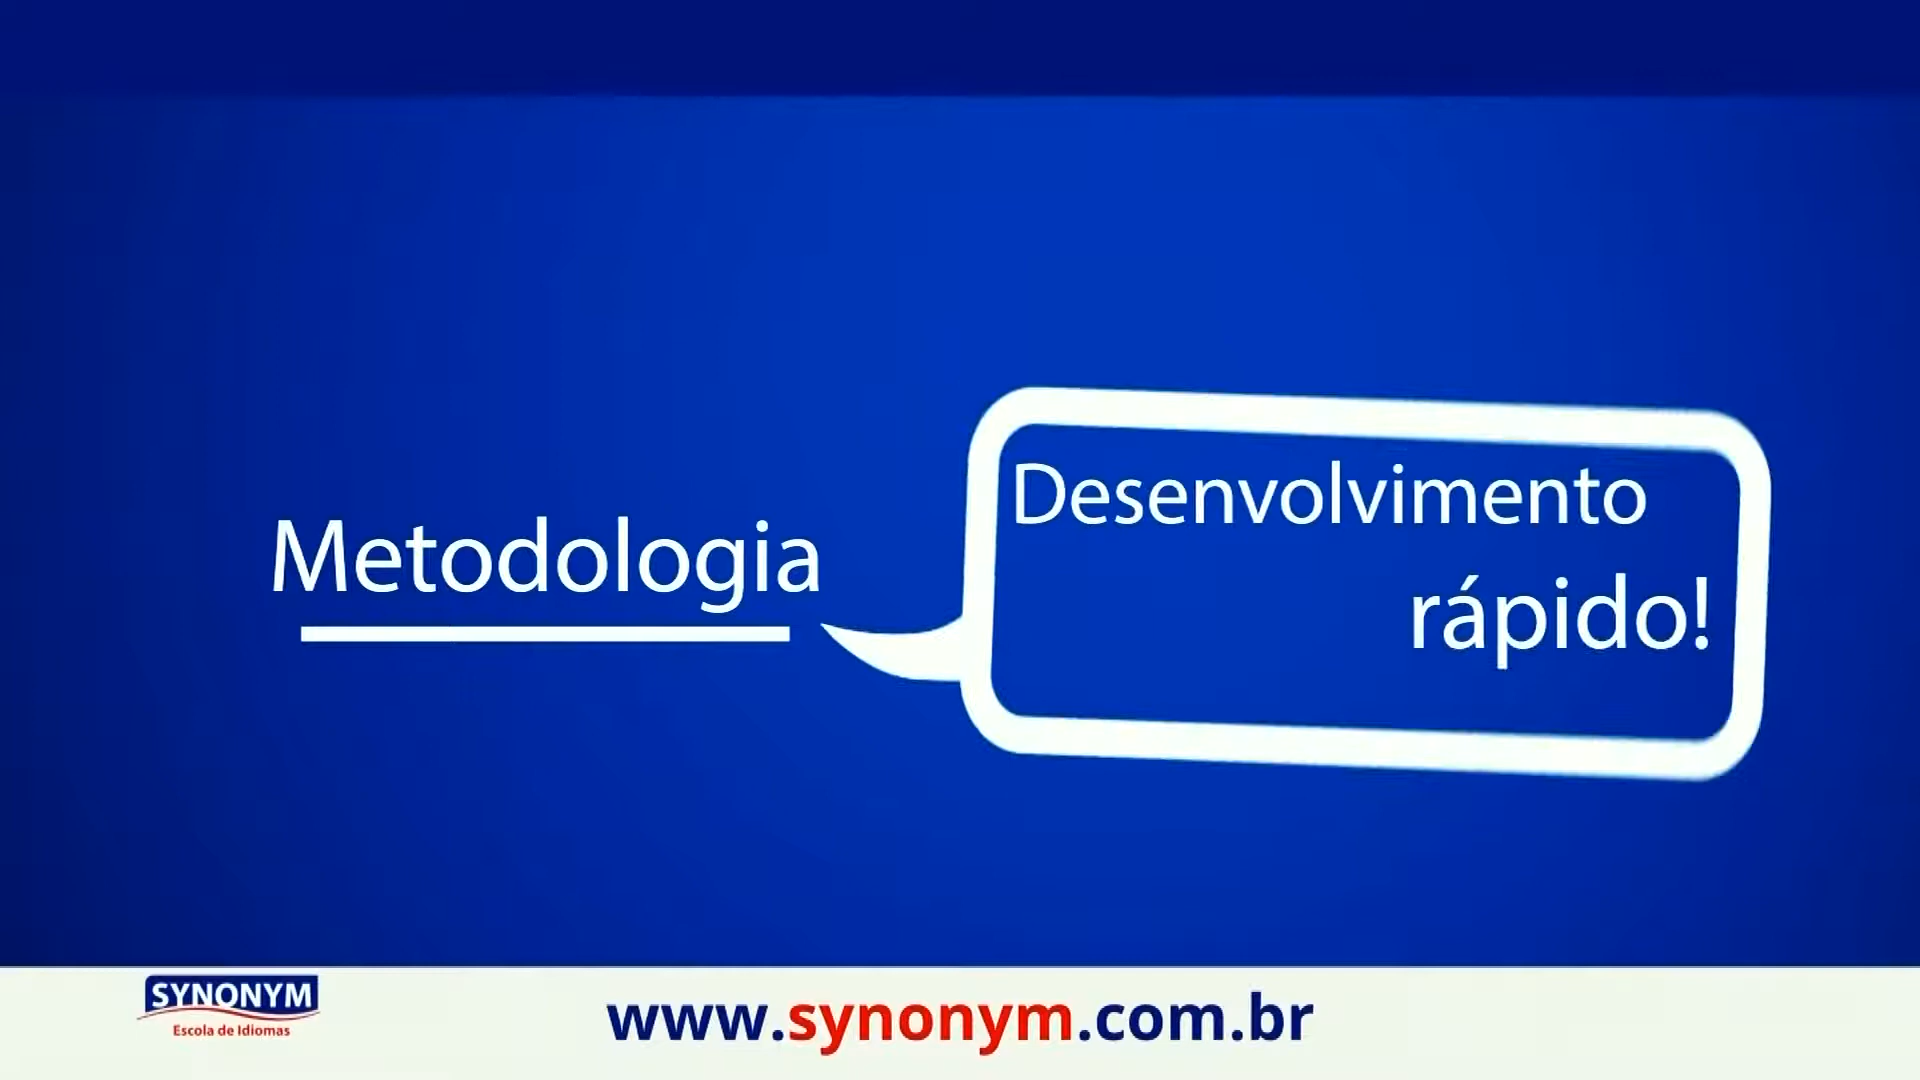 Metodologia
Desenvolvimento
rápido!
SYNONYM
Escola de Idiomas
www.synonym.com.br